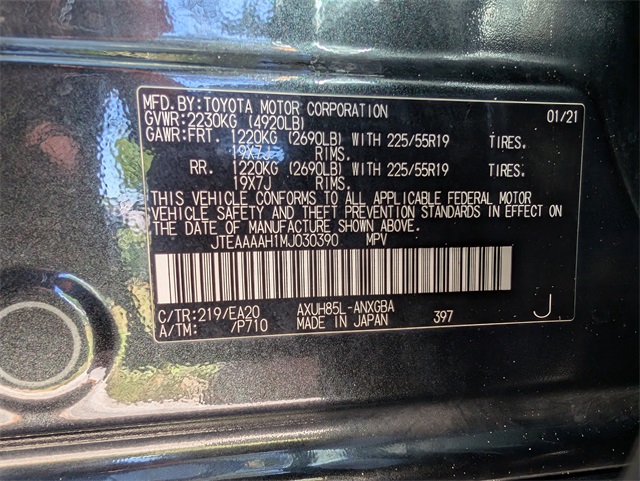 MFD.BY:TOYOTA MOTOR CORPORATION 01/21
GVWR:2230KG (4920LB)
GAWR:FRT. 1220KG (2690LB) WITH 225/55R19 TIRES.
19X7J RIMS.
RR. 1220KG (2690LB) WITH 225/55R19 TIRES.
19X7J RIMS.
THIS VEHICLE CONFORMS TO ALL APPLICABLE FEDERAL MOTOR
VEHICLE SAFETY AND THEFT PREVENTION STANDARDS IN EFFECT ON
THE DATE OF MANUFACTURE SHOWN ABOVE.
JTEAAAAH1MJ030390 MPV
C/TR:219/EA20 AXUH85L-ANXGBA
A/TM: /P710 MADE IN JAPAN 397 J